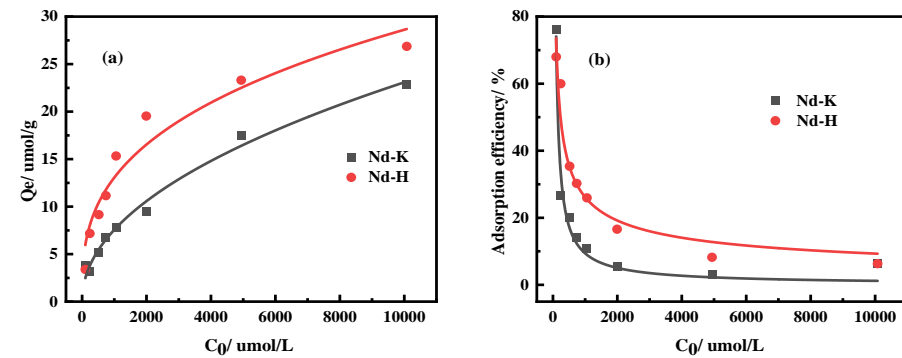 (a)
30
25
20
15
10
5
0
Qe/ umol/g
Nd-K
Nd-H
0 2000 4000 6000 8000 10000
C0/ umol/L
(b)
80
60
40
20
0
Adsorption efficiency/ %
Nd-K
Nd-H
0 2000 4000 6000 8000 10000
C0/ umol/L